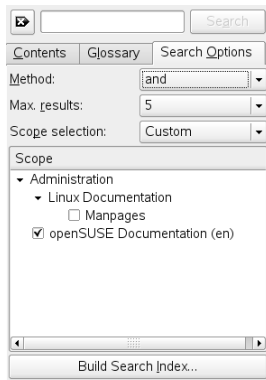 Search
Contents Glossary Search Options
Method: and
Max. results: 5
Scope selection: Custom
Scope
Administration
Linux Documentation
Manpages
openSUSE Documentation (en)
Build Search Index...